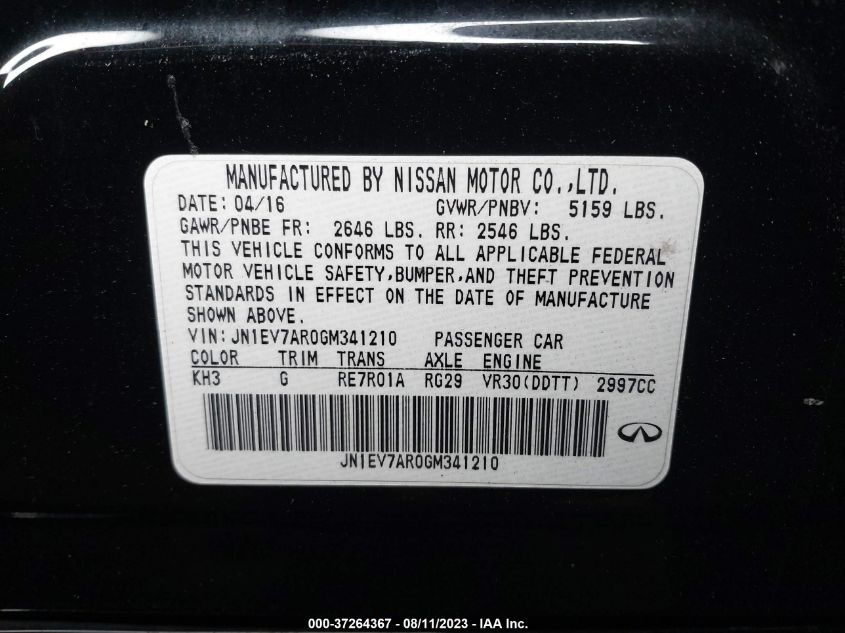 MANUFACTURED BY NISSAN MOTOR CO.,LTD.
DATE: 04/16 GVWR/PNBV: 5159 LBS.
GAWR/PNBE FR: 2646 LBS. RR: 2546 LBS.
THIS VEHICLE CONFORMS TO ALL APPLICABLE FEDERAL
MOTOR VEHICLE SAFETY,BUMPER,AND THEFT PREVENTION
STANDARDS IN EFFECT ON THE DATE OF MANUFACTURE
SHOWN ABOVE.
VIN: JN1EV7AR0GM341210 PASSENGER CAR
COLOR TRIM TRANS AXLE ENGINE
KH3 G RE7R01A RG29 VR30(DDTT) 2997CC
JN1EV7AR0GM341210
000-37264367 - 08/11/2023 - IAA Inc.